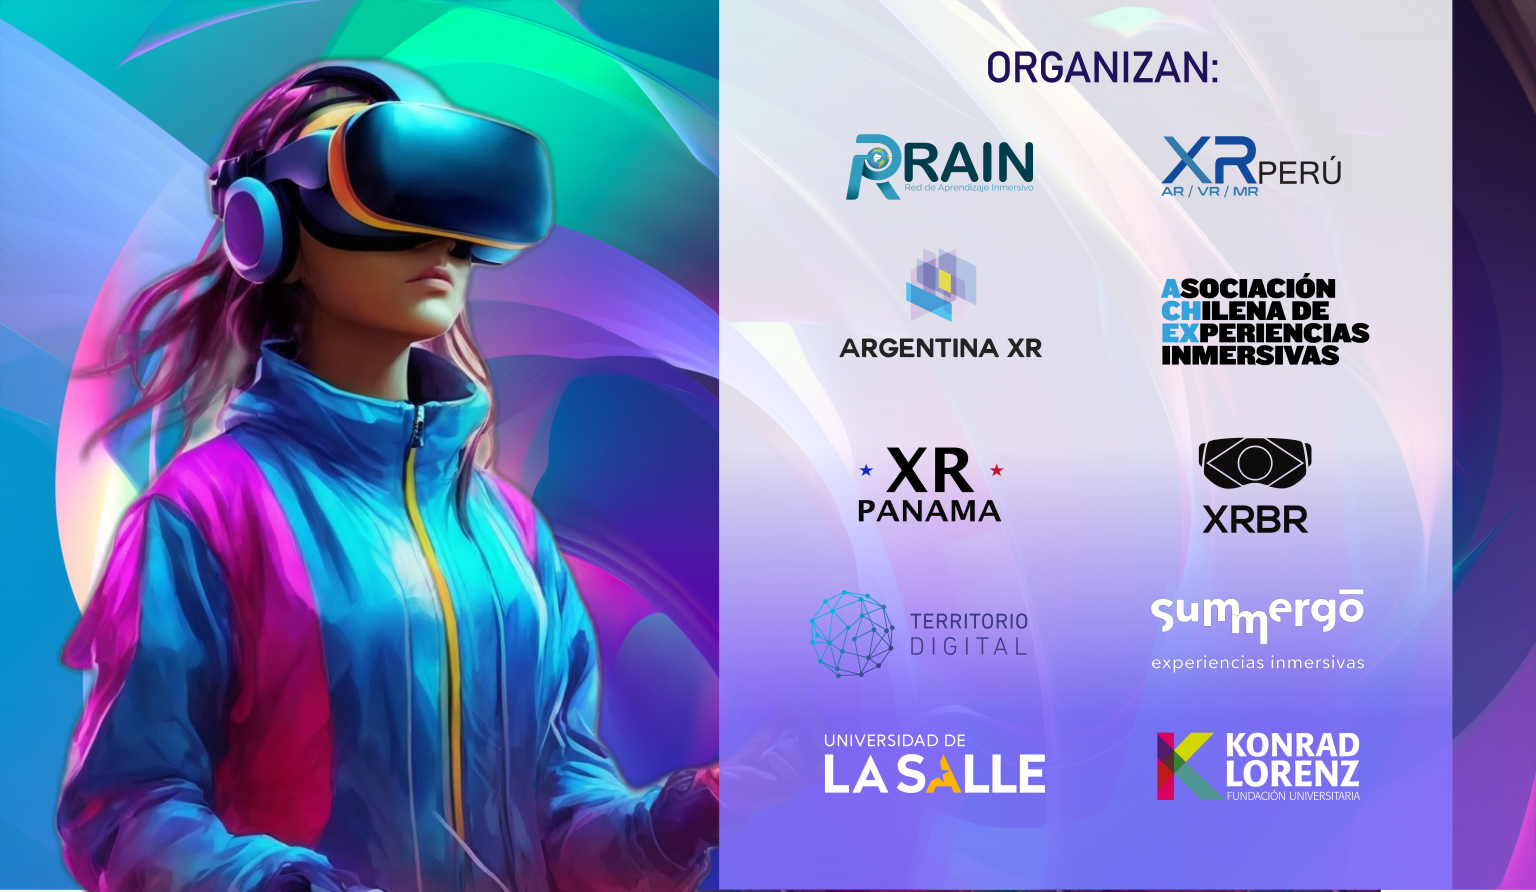 ORGANIZAN:
RAIN
Red de Aprendizaje Inmersivo
XR PERÚ
AR / VR / MR
ARGENTINA XR
ASOCIACIÓN
CHILENA DE
EXPERIENCIAS
INMERSIVAS
XR
PANAMA
XRBR
TERRITORIO
DIGITAL
summergō
experiencias inmersivas
UNIVERSIDAD DE
LA SALLE
KONRAD
LORENZ
FUNDACIÓN UNIVERSITARIA